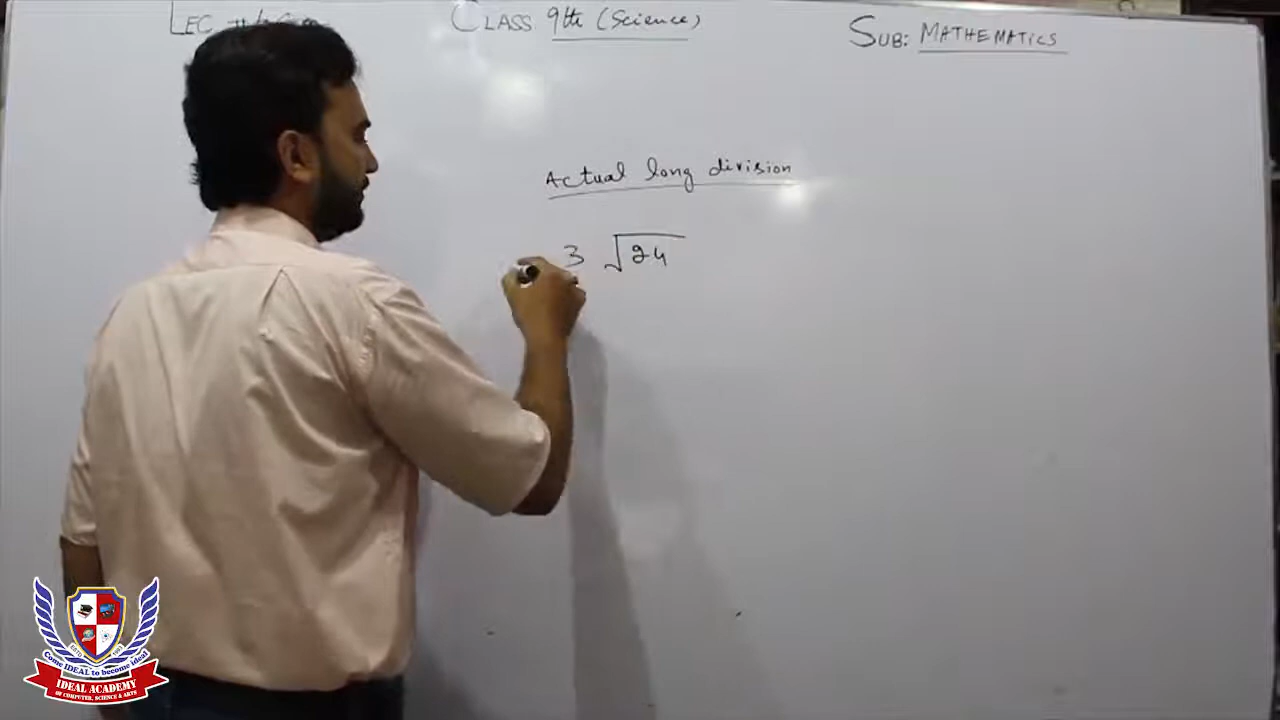 LEC
CLASS 9th (Science)
SUB: MATHEMATICS
Actual long division
3 √24
Come IDEAL to become ideal
IDEAL ACADEMY
OF COMPUTER, SCIENCE & ARTS